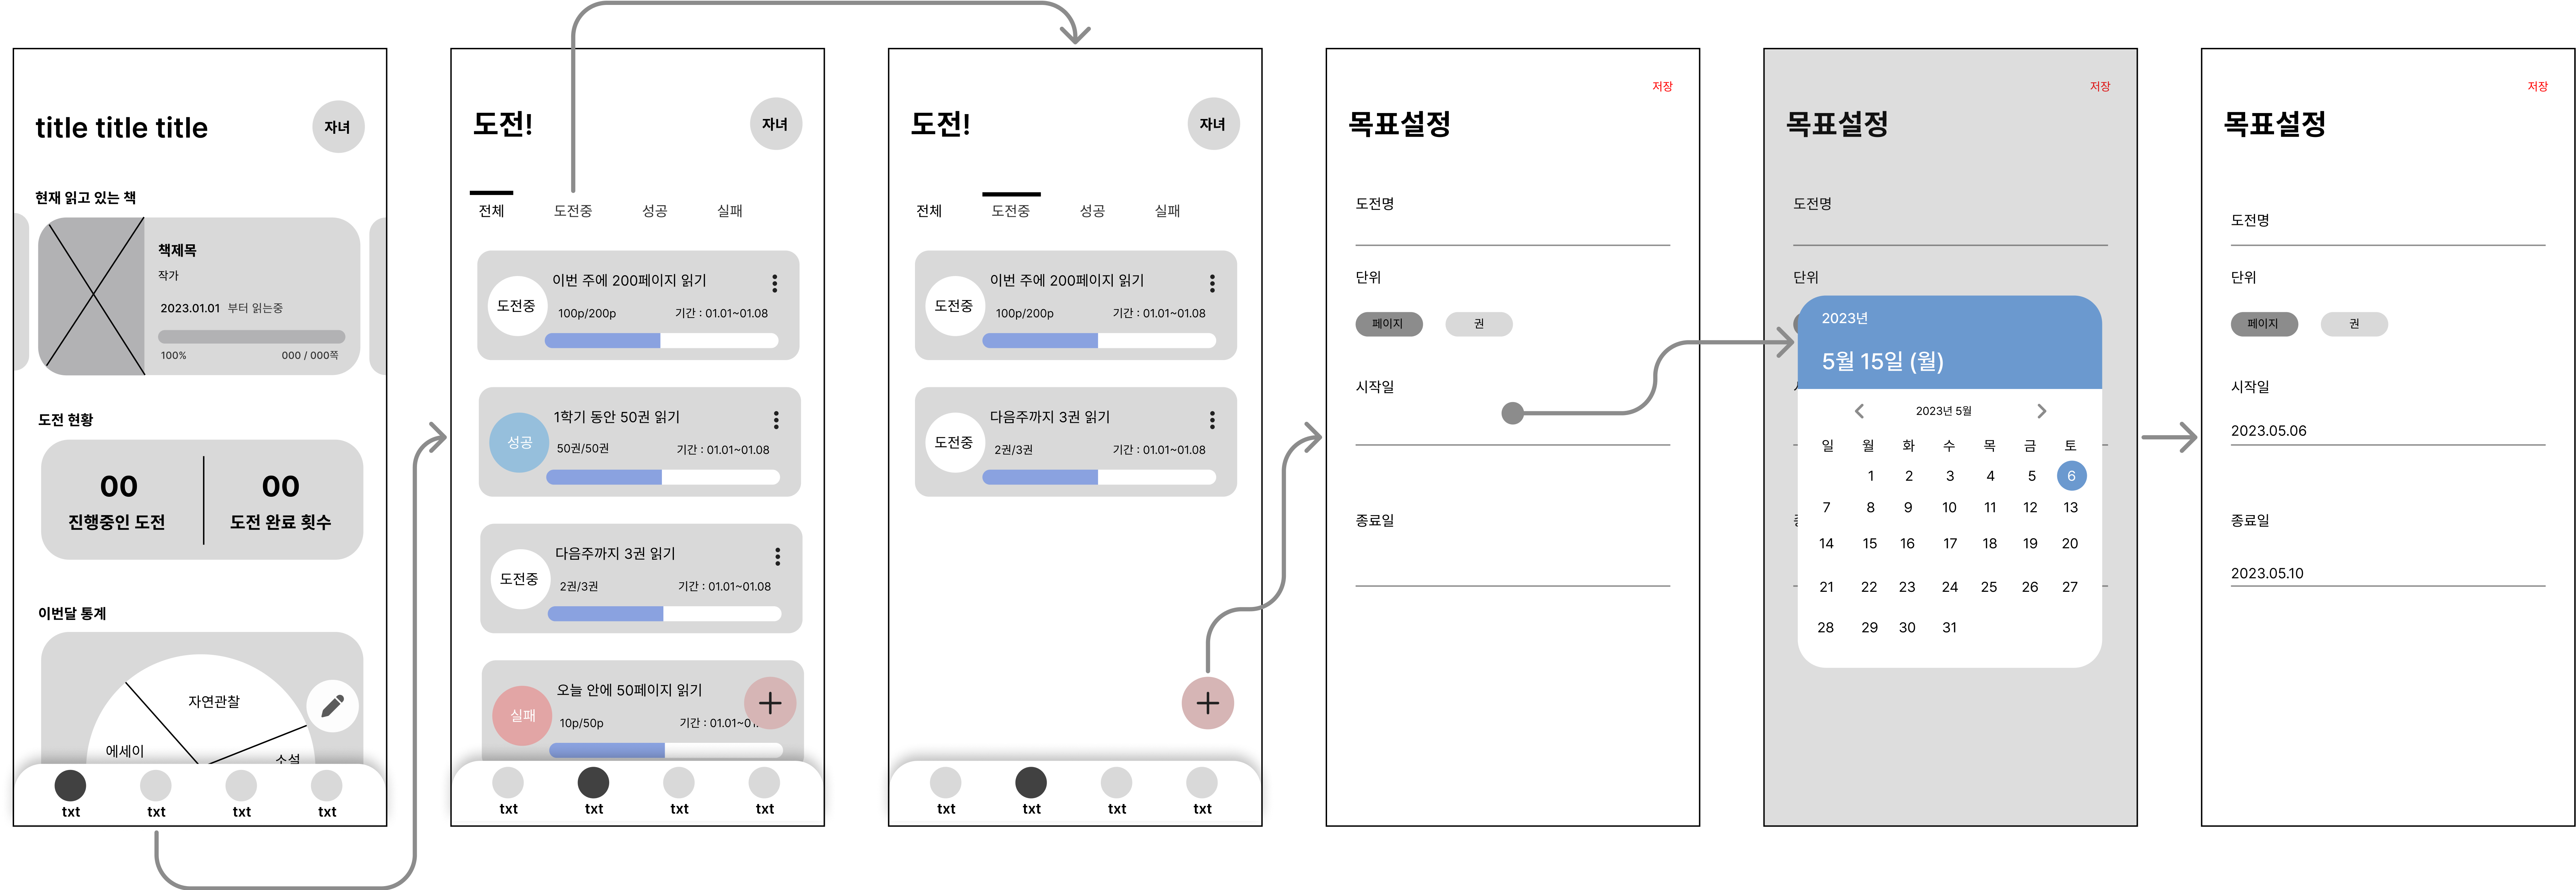 title title title
자녀
현재 읽고 있는 책
책제목
작가
2023.01.01 부터 읽는중
100% 000 / 000쪽
도전 현황
00 00
진행중인 도전 도전 완료 횟수
이번달 통계
자연관찰
에세이
소설
txt txt txt txt
도전!
자녀
전체 도전중 성공 실패
도전중
이번 주에 200페이지 읽기
100p/200p 기간 : 01.01~01.08
성공
1학기 동안 50권 읽기
50권/50권 기간 : 01.01~01.08
도전중
다음주까지 3권 읽기
2권/3권 기간 : 01.01~01.08
실패
오늘 안에 50페이지 읽기
10p/50p 기간 : 01.01~0
txt txt txt txt
도전!
자녀
전체 도전중 성공 실패
도전중
이번 주에 200페이지 읽기
100p/200p 기간 : 01.01~01.08
도전중
다음주까지 3권 읽기
2권/3권 기간 : 01.01~01.08
txt txt txt txt
저장
목표설정
도전명
단위
페이지 권
시작일
종료일
저장
목표설정
도전명
단위
2023년
5월 15일 (월)
2023년 5월
일 월 화 수 목 금 토
1 2 3 4 5 6
7 8 9 10 11 12 13
14 15 16 17 18 19 20
21 22 23 24 25 26 27
28 29 30 31
저장
목표설정
도전명
단위
페이지 권
시작일
2023.05.06
종료일
2023.05.10